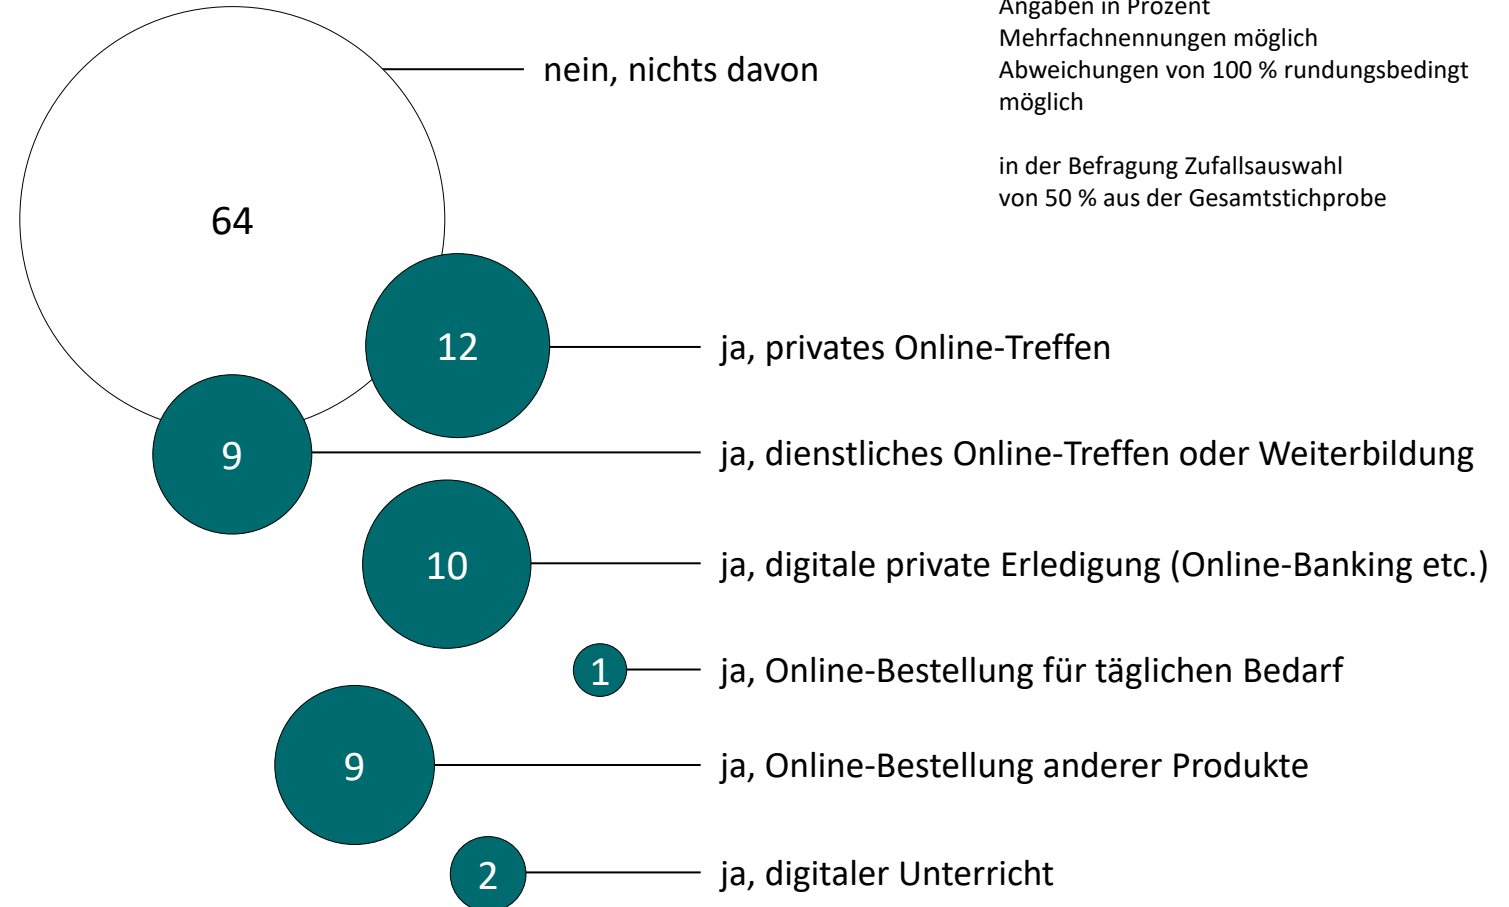 Angaben in Prozent
Mehrfachnennungen möglich
Abweichungen von 100 % rundungsbedingt
möglich
in der Befragung Zufallsauswahl
von 50 % aus der Gesamtstichprobe
nein, nichts davon
64
12
ja, privates Online-Treffen
9
ja, dienstliches Online-Treffen oder Weiterbildung
10
ja, digitale private Erledigung (Online-Banking etc.)
1
ja, Online-Bestellung für täglichen Bedarf
9
ja, Online-Bestellung anderer Produkte
2
ja, digitaler Unterricht